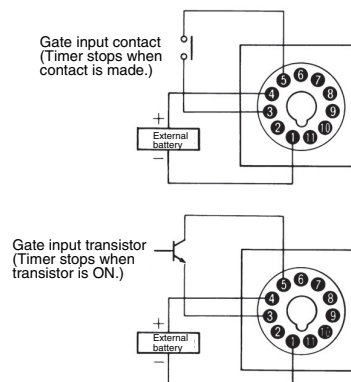 Gate input contact
(Timer stops when
contact is made.)
5 6 7
4 8
3 9
2 10
1 11
+
External
battery
−
Gate input transistor
(Timer stops when
transistor is ON.)
5 6 7
4 8
3 9
2
1 11
+
External
battery
−